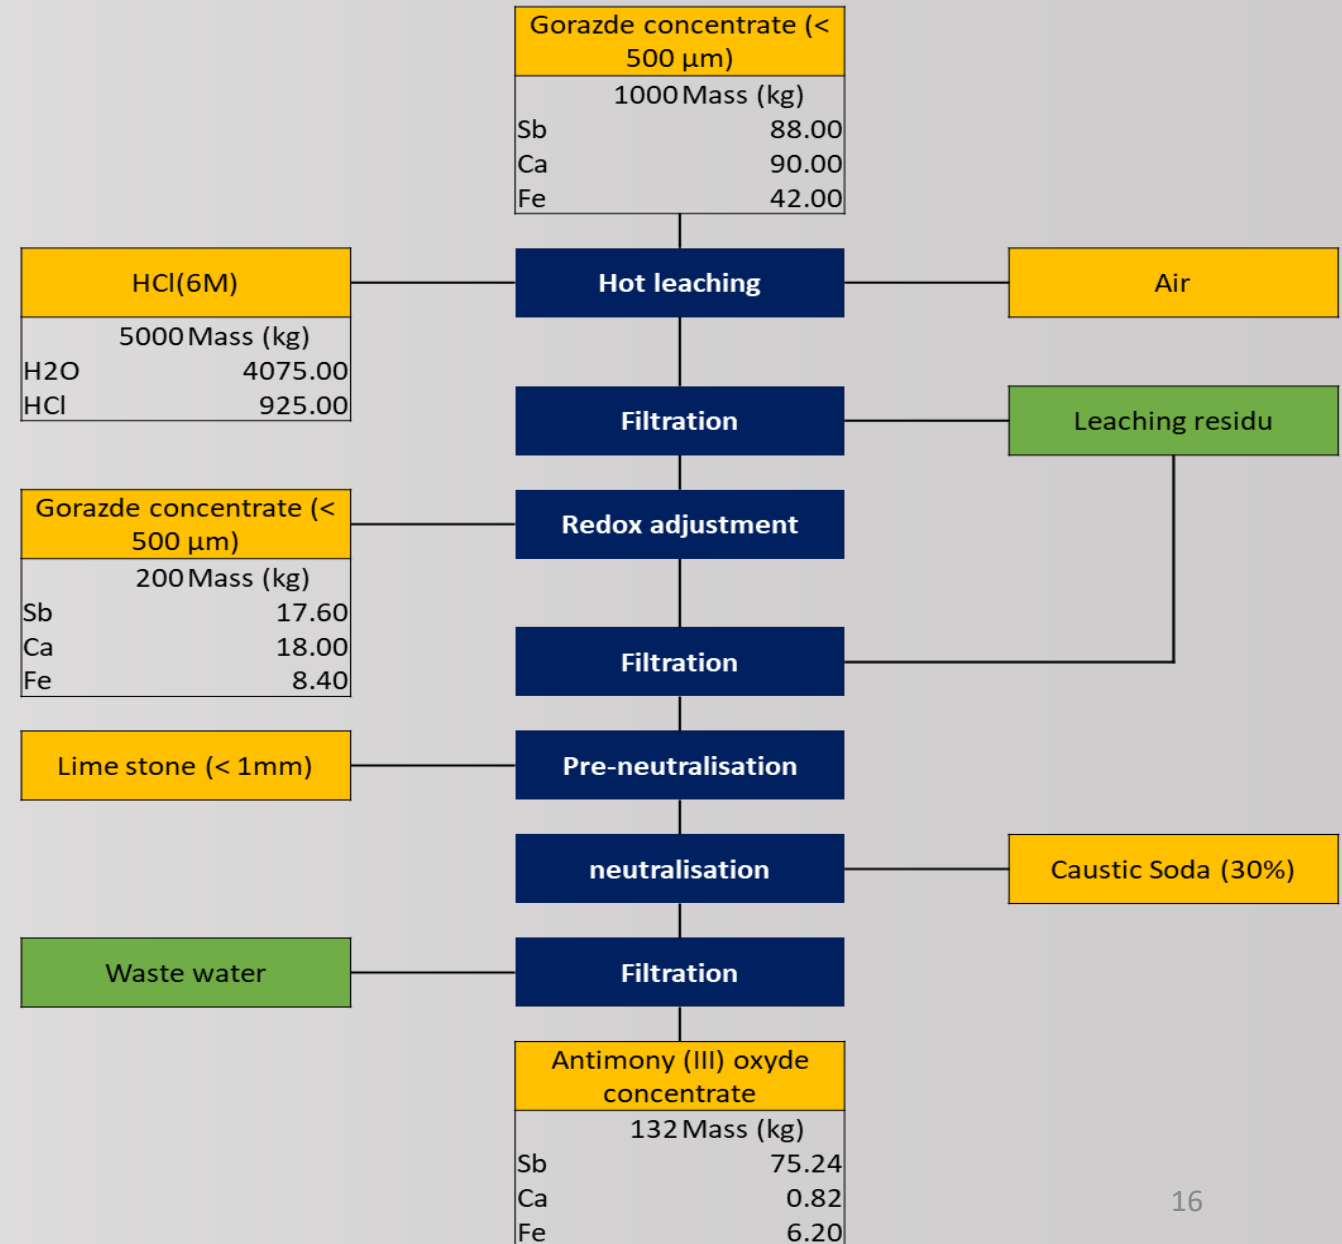 Gorazde concentrate (<
500 µm)
1000 Mass (kg)
Sb 88.00
Ca 90.00
Fe 42.00
HCl(6M)
5000 Mass (kg)
H2O 4075.00
HCl 925.00
Hot leaching
Air
Filtration
Leaching residu
Gorazde concentrate (<
500 µm)
200 Mass (kg)
Sb 17.60
Ca 18.00
Fe 8.40
Redox adjustment
Filtration
Lime stone (< 1mm)
Pre-neutralisation
neutralisation
Caustic Soda (30%)
Waste water
Filtration
Antimony (III) oxyde
concentrate
132 Mass (kg)
Sb 75.24
Ca 0.82
Fe 6.20
16